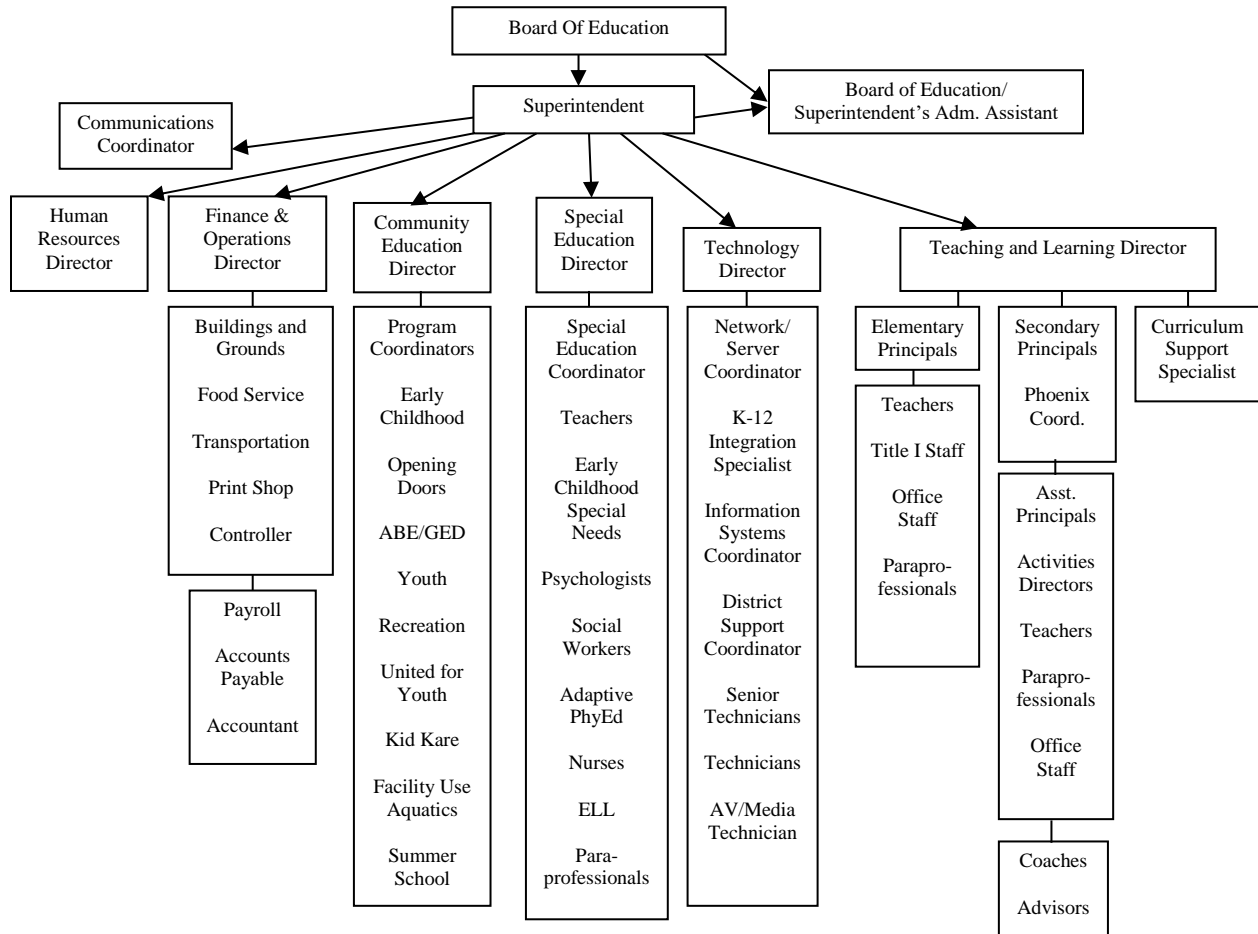 Board Of Education
Superintendent
Board of Education/
Superintendent's Adm. Assistant
Communications
Coordinator
Human
Resources
Director
Finance &
Operations
Director
Community
Education
Director
Special
Education
Director
Technology
Director
Teaching and Learning Director
Buildings and
Grounds
Food Service
Transportation
Print Shop
Controller
Payroll
Accounts
Payable
Accountant
Program
Coordinators
Early
Childhood
Opening
Doors
ABE/GED
Youth
Recreation
United for
Youth
Kid Kare
Facility Use
Aquatics
Summer
School
Special
Education
Coordinator
Teachers
Early
Childhood
Special
Needs
Psychologists
Social
Workers
Adaptive
PhyEd
Nurses
ELL
Para-
professionals
Network/
Server
Coordinator
K-12
Integration
Specialist
Information
Systems
Coordinator
District
Support
Coordinator
Senior
Technicians
Technicians
AV/Media
Technician
Elementary
Principals
Teachers
Title I Staff
Office
Staff
Parapro-
fessionals
Secondary
Principals
Phoenix
Coord.
Asst.
Principals
Activities
Directors
Teachers
Parapro-
fessionals
Office
Staff
Coaches
Advisors
Curriculum
Support
Specialist